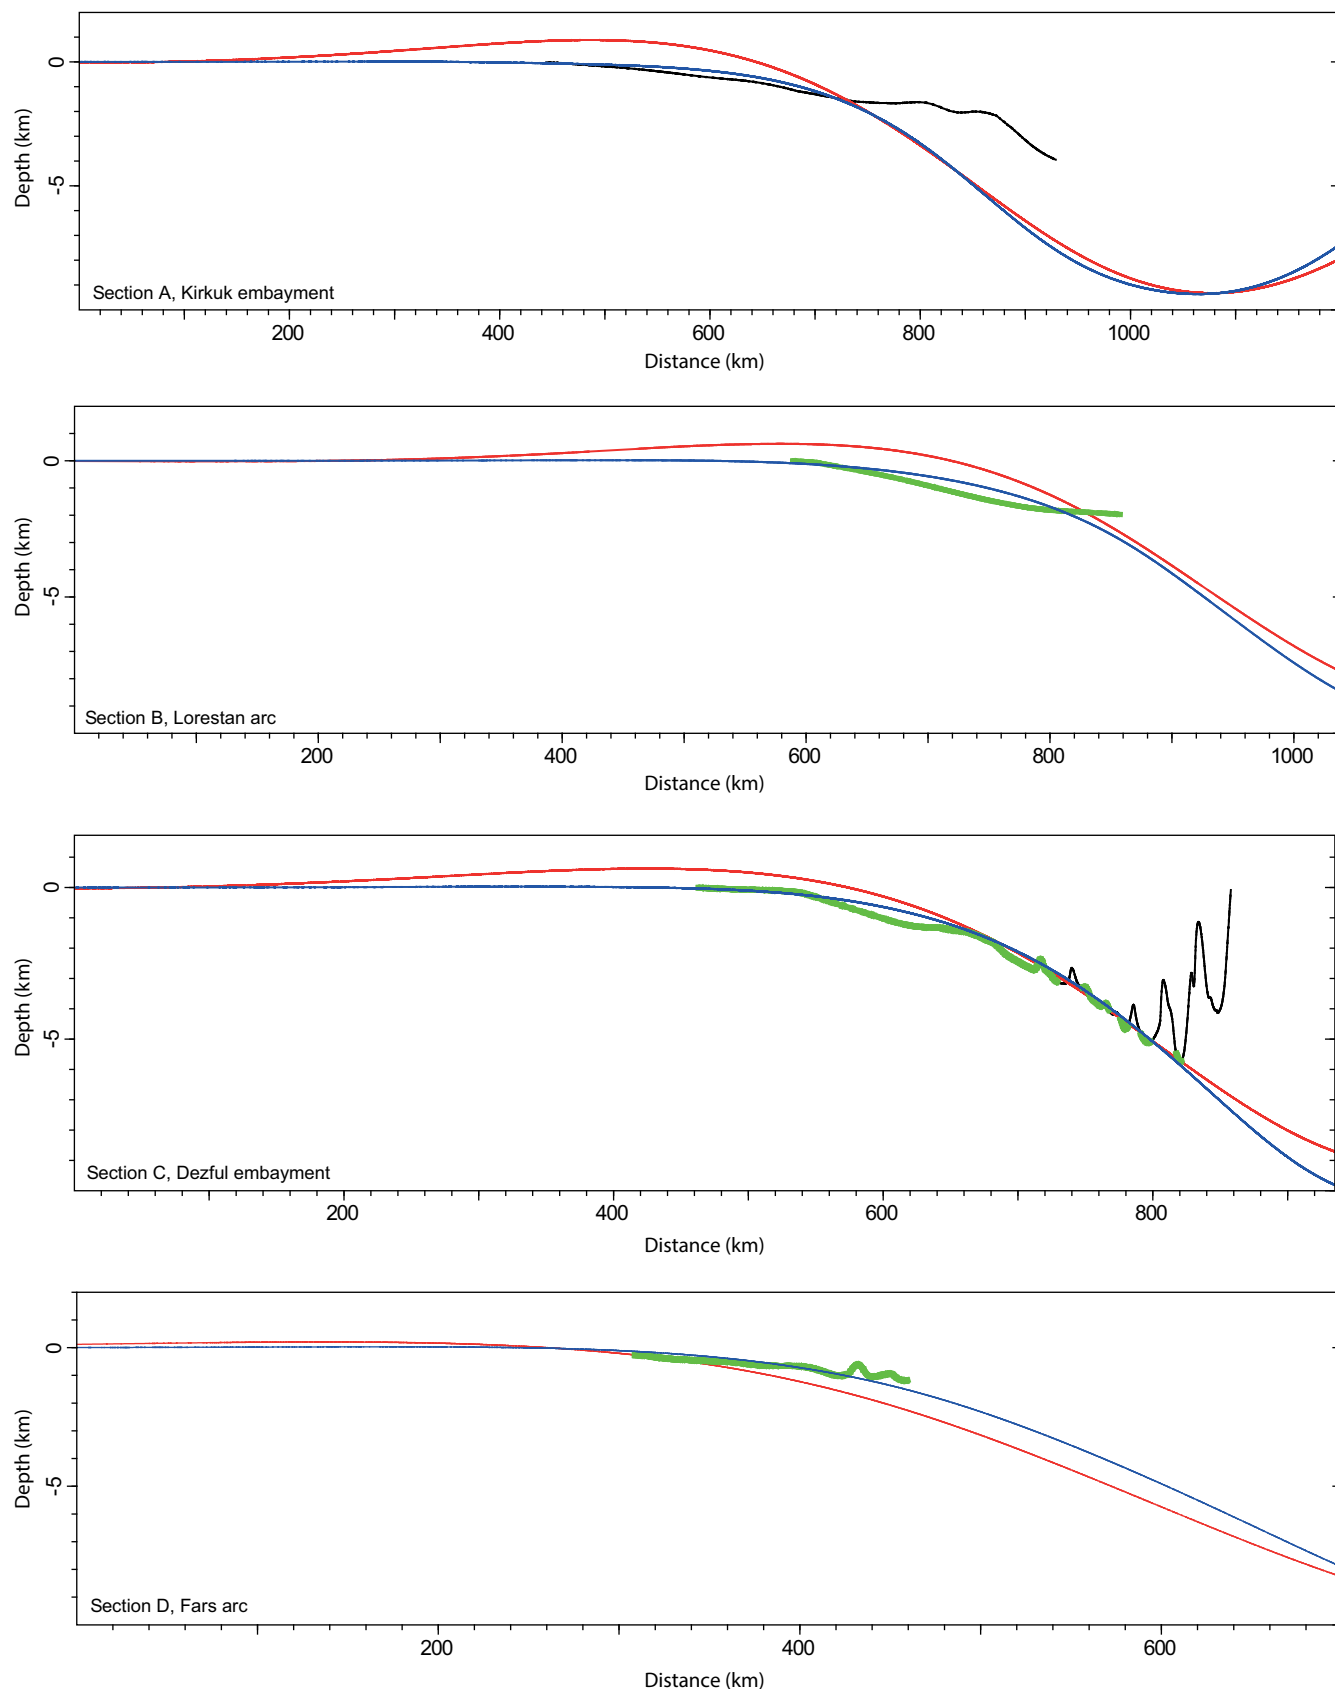 0
-5
Depth (km)
Section A, Kirkuk embayment
200 400 600 800 1000
Distance (km)
0
-5
Depth (km)
Section B, Lorestan arc
200 400 600 800 1000
Distance (km)
0
-5
Depth (km)
Section C, Dezful embayment
200 400 600 800
Distance (km)
0
-5
Depth (km)
Section D, Fars arc
200 400 600
Distance (km)